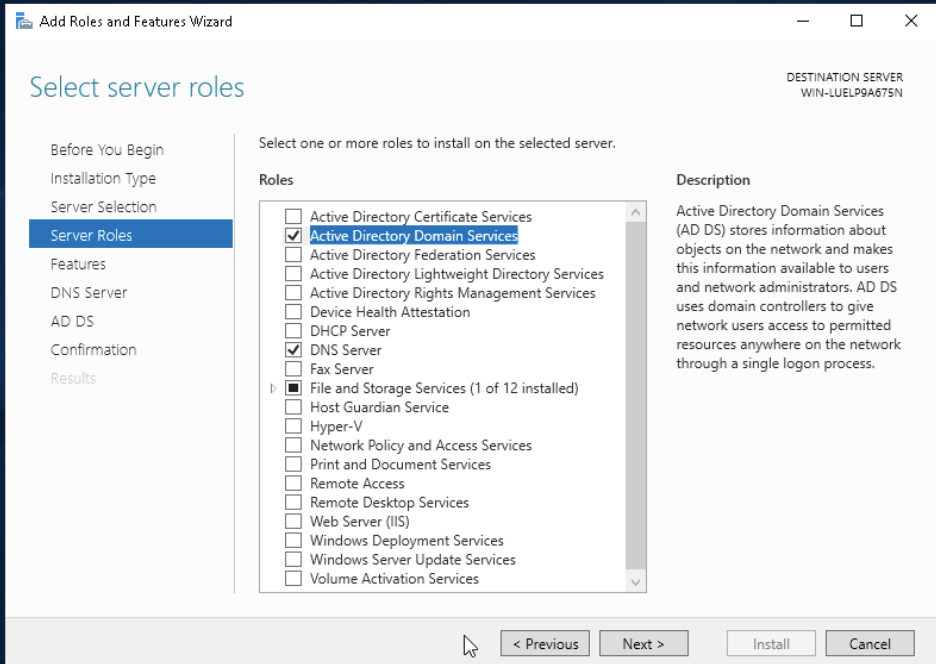 Add Roles and Features Wizard
Select server roles
DESTINATION SERVER
WIN-LUELP9A675N
Before You Begin
Installation Type
Server Selection
Server Roles
Features
DNS Server
AD DS
Confirmation
Results
Select one or more roles to install on the selected server.
Roles
Active Directory Certificate Services
Active Directory Domain Services
Active Directory Federation Services
Active Directory Lightweight Directory Services
Active Directory Rights Management Services
Device Health Attestation
DHCP Server
DNS Server
Fax Server
File and Storage Services (1 of 12 installed)
Host Guardian Service
Hyper-V
Network Policy and Access Services
Print and Document Services
Remote Access
Remote Desktop Services
Web Server (IIS)
Windows Deployment Services
Windows Server Update Services
Volume Activation Services
Description
Active Directory Domain Services
(AD DS) stores information about
objects on the network and makes
this information available to users
and network administrators. AD DS
uses domain controllers to give
network users access to permitted
resources anywhere on the network
through a single logon process.
< Previous
Next >
Install
Cancel